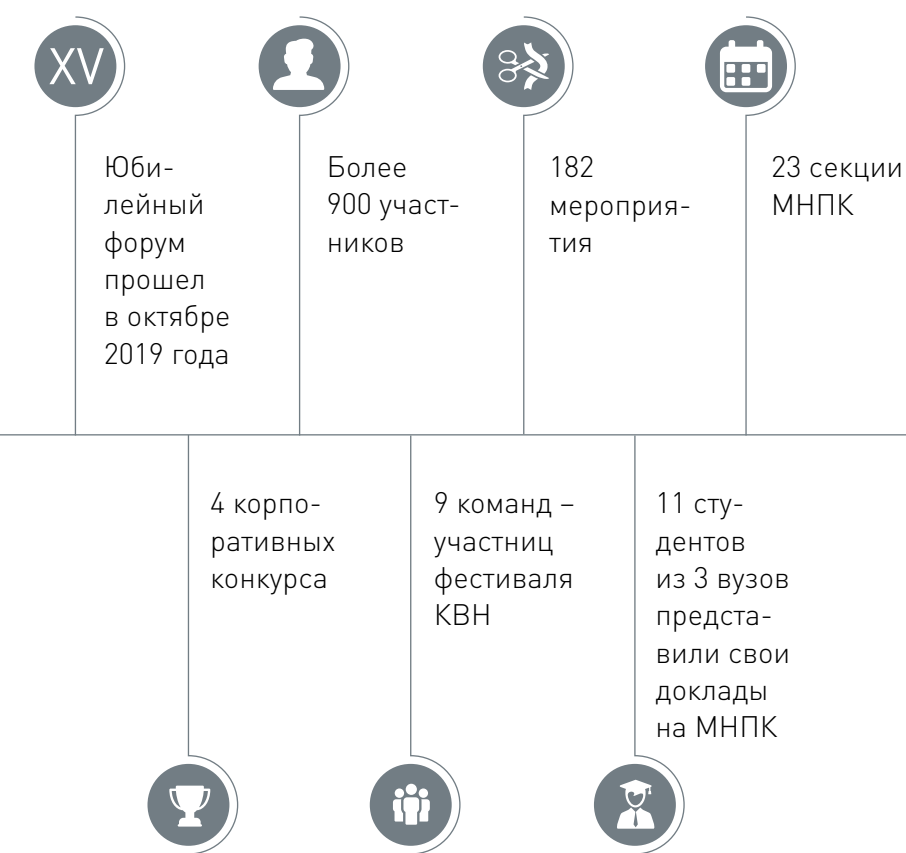 XV
Юби-
лейный
форум
прошел
в октябре
2019 года
Более
900 участ-
ников
182
мероприя-
тия
23 секции
МНПК
4 корпо-
ративных
конкурса
9 команд –
участниц
фестиваля
КВН
11 сту-
дентов
из 3 вузов
предста-
вили свои
доклады
на МНПК